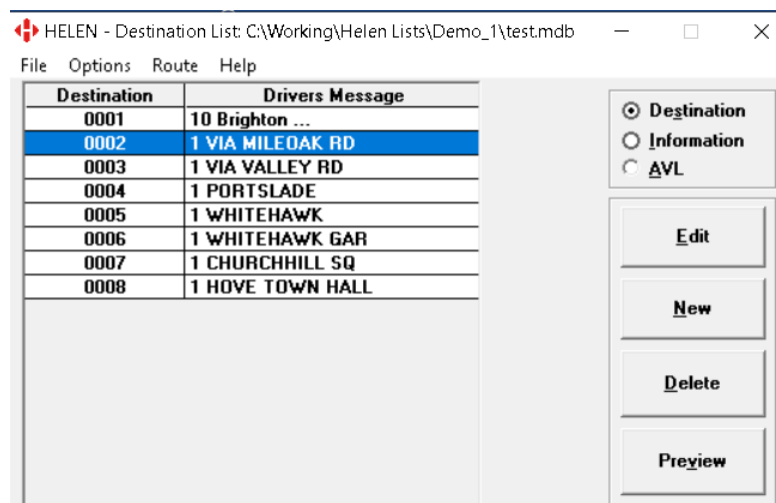 HELEN - Destination List: C:\Working\Helen Lists\Demo_1\test.mdb
File Options Route Help
Destination Drivers Message
0001 10 Brighton ...
0002 1 VIA MILEOAK RD
0003 1 VIA VALLEY RD
0004 1 PORTSLADE
0005 1 WHITEHAWK
0006 1 WHITEHAWK GAR
0007 1 CHURCHHILL SQ
0008 1 HOVE TOWN HALL
Destination
Information
AVL
Edit
New
Delete
Preview